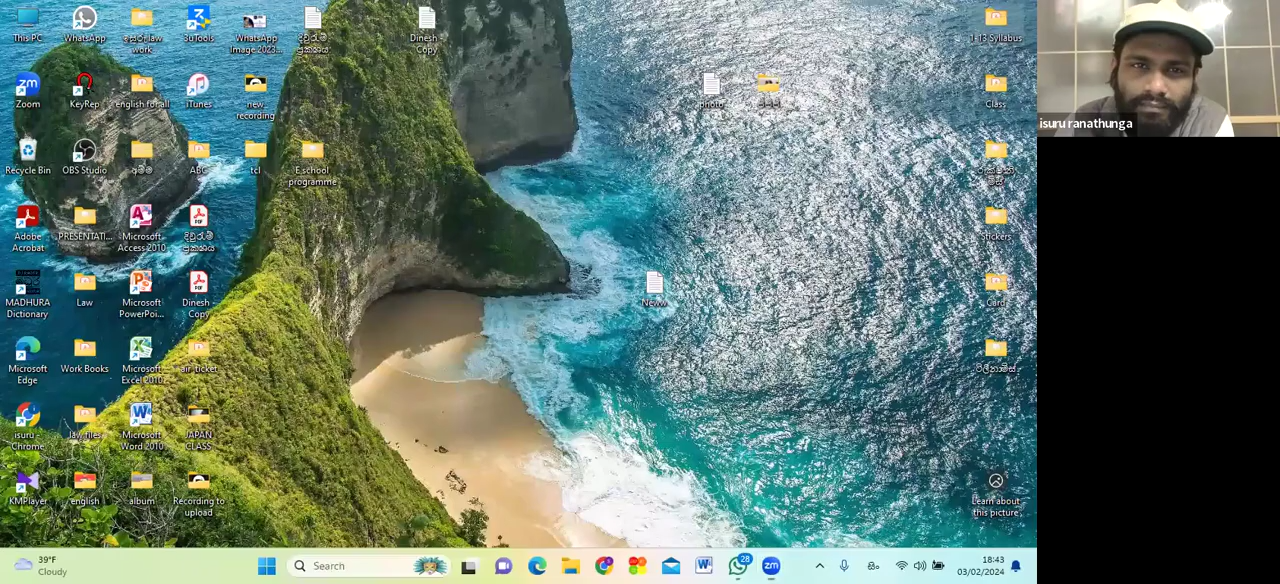 This PC
WhatsApp
3uTools
WhatsApp
Image 2023...
Dinesh -
Copy
1-13 Syllabus
Zoom
KeyRep
english for all
iTunes
new
recording
photo
Class
Recycle Bin
OBS Studio
අම්මි
ABC
tcl
E school
programme
Adobe
Acrobat
PRESENTATI...
Microsoft
Access 2010
Stickers
MADHURA
Dictionary
Law
Microsoft
PowerPoi...
Dinesh -
Copy
Neww
Card
Microsoft
Edge
Work Books
Microsoft
Excel 2010
air_ticket
isuru -
Chrome
law files
Microsoft
Word 2010
JAPAN
CLASS
KMPlayer
english
album
Recording to
upload
Learn about
this picture
39°F
Cloudy
Search
28
18:43
03/02/2024
isuru ranathunga